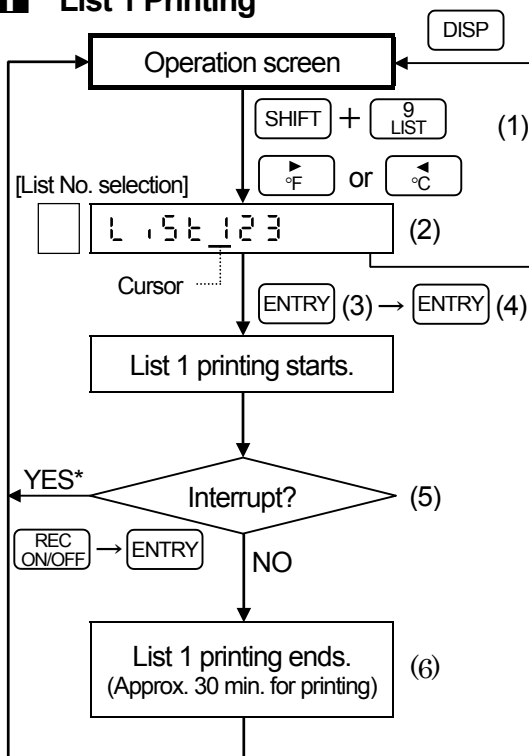 List 1 Printing
DISP
Operation screen
SHIFT + 9 LIST (1)
► °F or ◄ °C
[List No. selection]
List 123 (2)
Cursor
ENTRY (3) → ENTRY (4)
List 1 printing starts.
YES*
Interrupt? (5)
REC ON/OFF → ENTRY
NO
List 1 printing ends.
(Approx. 30 min. for printing) (6)